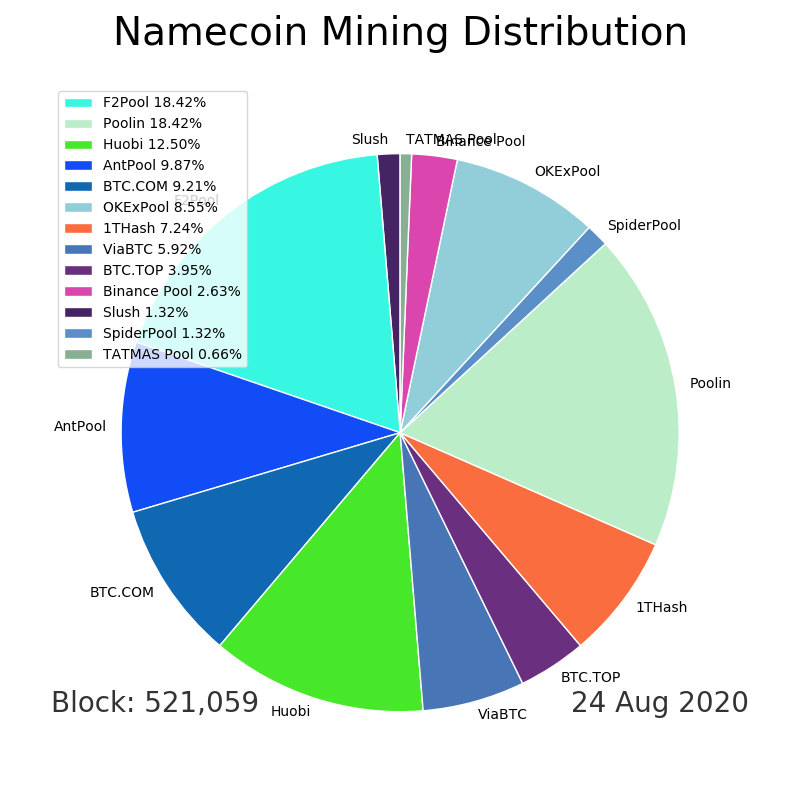 Namecoin Mining Distribution
F2Pool 18.42%
Poolin 18.42%
Huobi 12.50%
AntPool 9.87%
BTC.COM 9.21%
OKExPool 8.55%
1THash 7.24%
ViaBTC 5.92%
BTC.TOP 3.95%
Binance Pool 2.63%
Slush 1.32%
SpiderPool 1.32%
TATMAS Pool 0.66%
Slush
TATMAS Pool
Binance Pool
OKExPool
F2Pool
SpiderPool
Poolin
AntPool
BTC.COM
1THash
BTC.TOP
Block: 521,059
24 Aug 2020
Huobi
ViaBTC